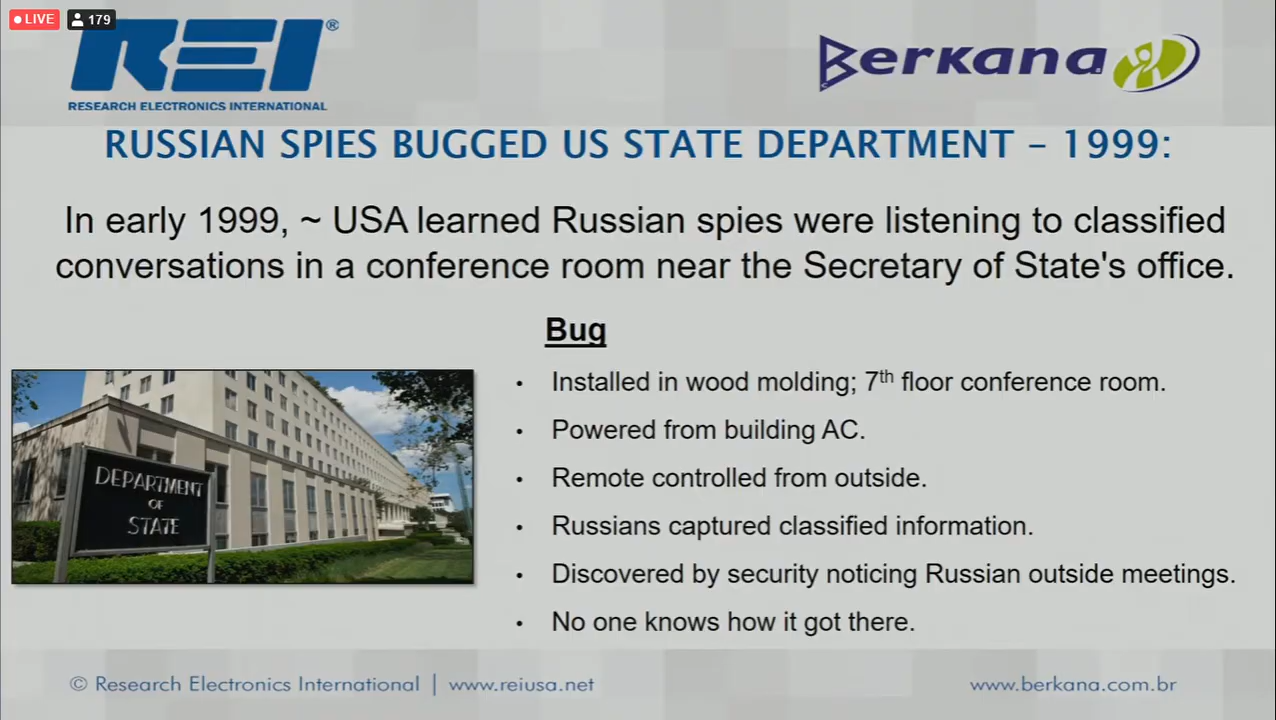 LIVE 179
REI®
RESEARCH ELECTRONICS INTERNATIONAL
Berkana®
RUSSIAN SPIES BUGGED US STATE DEPARTMENT – 1999:
In early 1999, ~ USA learned Russian spies were listening to classified
conversations in a conference room near the Secretary of State's office.
Bug
• Installed in wood molding; 7th floor conference room.
• Powered from building AC.
• Remote controlled from outside.
• Russians captured classified information.
• Discovered by security noticing Russian outside meetings.
• No one knows how it got there.
DEPARTMENT
OF
STATE
© Research Electronics International | www.reiusa.net
www.berkana.com.br